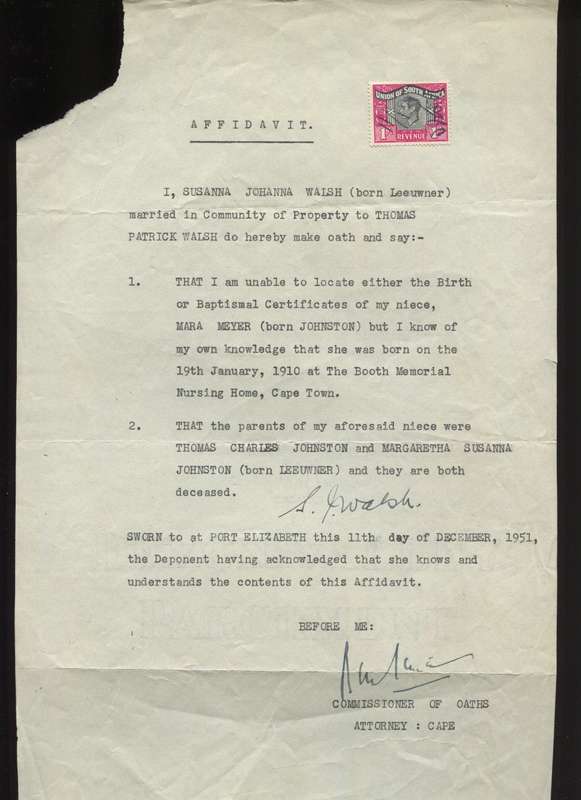 UNION OF SOUTH AFRICA
REVENUE
AFFIDAVIT.
I, SUSANNA JOHANNA WALSH (born Leeuwner)
married in Community of Property to THOMAS
PATRICK WALSH do hereby make oath and say:-
1. THAT I am unable to locate either the Birth
or Baptismal Certificates of my niece,
MARA MEYER (born JOHNSTON) but I know of
my own knowledge that she was born on the
19th January, 1910 at The Booth Memorial
Nursing Home, Cape Town.
2. THAT the parents of my aforesaid niece were
THOMAS CHARLES JOHNSTON and MARGARETHA SUSANNA
JOHNSTON (born LEEUWNER) and they are both
deceased.
S. J. Walsh.
SWORN to at PORT ELIZABETH this 11th day of DECEMBER, 1951,
the Deponent having acknowledged that she knows and
understands the contents of this Affidavit.
BEFORE ME:
COMMISSIONER OF OATHS
ATTORNEY : CAPE